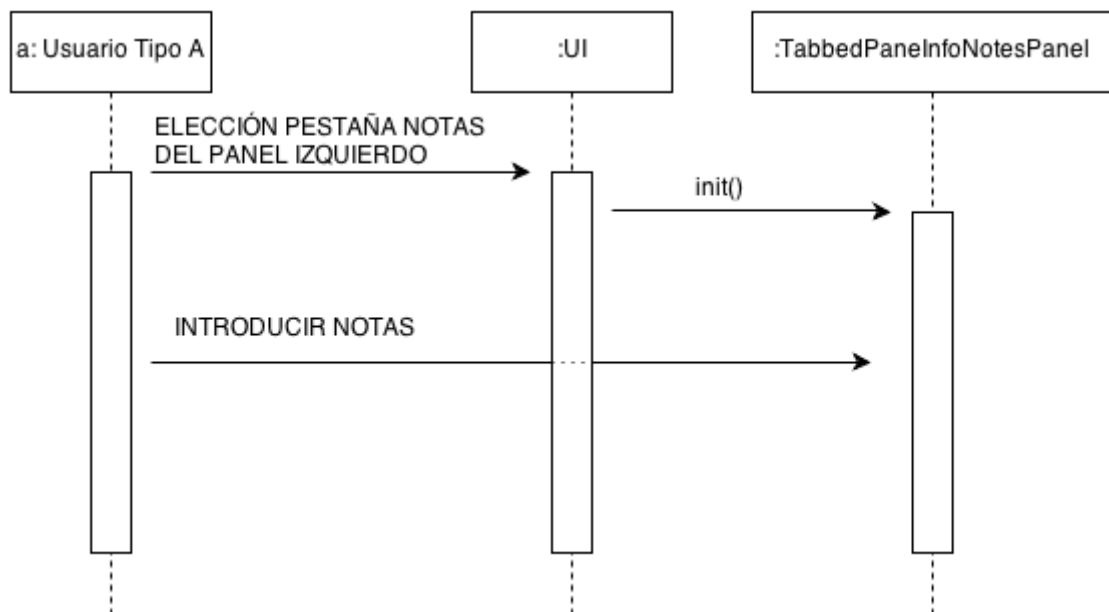 a: Usuario Tipo A
:UI
:TabbedPaneInfoNotesPanel
ELECCIÓN PESTAÑA NOTAS
DEL PANEL IZQUIERDO
init()
INTRODUCIR NOTAS